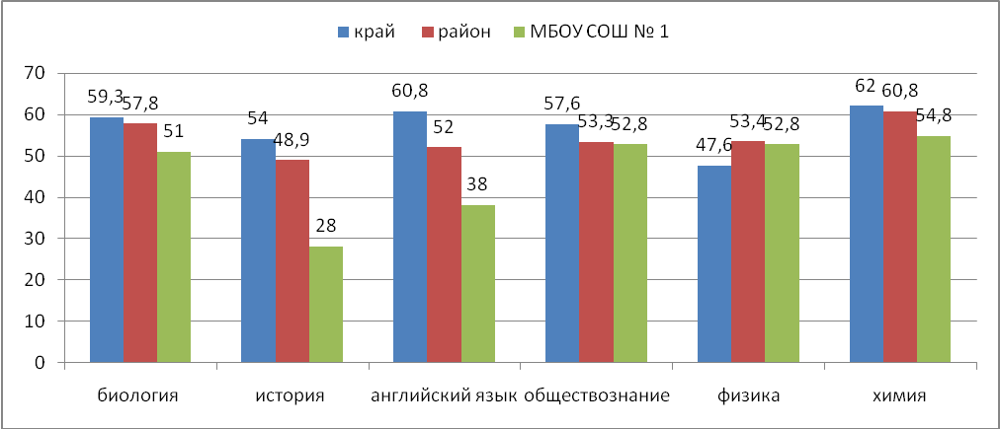 край район МБОУ СОШ № 1
70
60
50
40
30
20
10
0
59,3 57,8 51
54 48,9 28
60,8 52 38
57,6 53,3 52,8
47,6 53,4 52,8
62 60,8 54,8
биология история английский язык обществознание физика химия